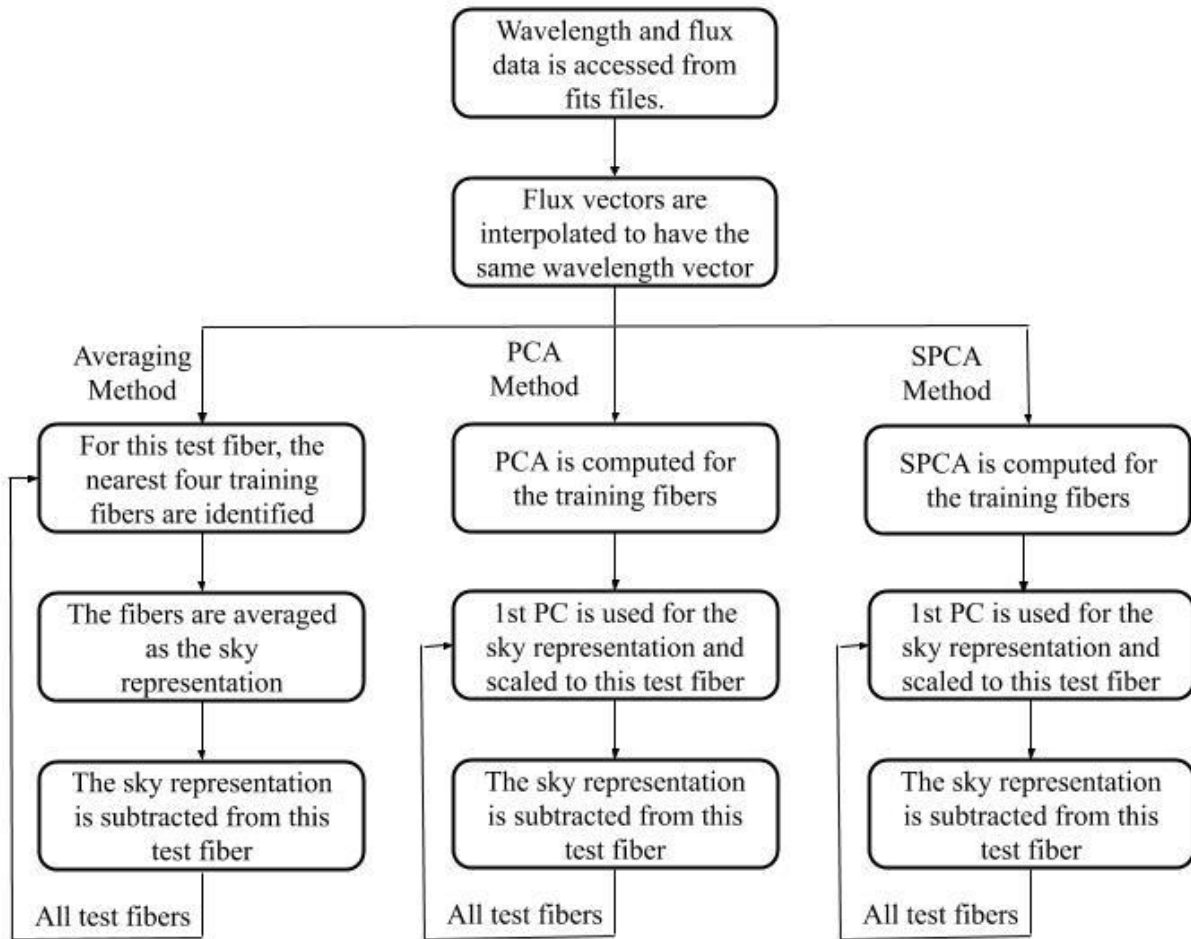 Wavelength and flux
data is accessed from
fits files.
Flux vectors are
interpolated to have the
same wavelength vector
Averaging
Method
For this test fiber, the
nearest four training
fibers are identified
The fibers are averaged
as the sky
representation
The sky representation
is subtracted from this
test fiber
All test fibers
PCA
Method
PCA is computed for
the training fibers
1st PC is used for the
sky representation and
scaled to this test fiber
The sky representation
is subtracted from this
test fiber
All test fibers
SPCA
Method
SPCA is computed for
the training fibers
1st PC is used for the
sky representation and
scaled to this test fiber
The sky representation
is subtracted from this
test fiber
All test fibers